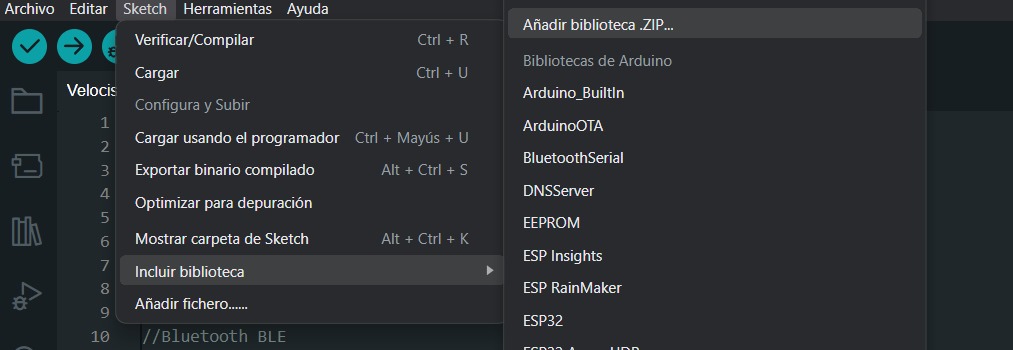 Archivo Editar Sketch Herramientas Ayuda
Verificar/Compilar Ctrl + R
Cargar Ctrl + U
Configura y Subir
Cargar usando el programador Ctrl + Mayús + U
Exportar binario compilado Alt + Ctrl + S
Optimizar para depuración
Mostrar carpeta de Sketch Alt + Ctrl + K
Incluir biblioteca
Añadir fichero......
Añadir biblioteca .ZIP...
Bibliotecas de Arduino
Arduino_BuiltIn
ArduinoOTA
BluetoothSerial
DNSServer
EEPROM
ESP Insights
ESP RainMaker
ESP32
Velocis
1
2
3
4
5
6
7
8
9
10 //Bluetooth BLE